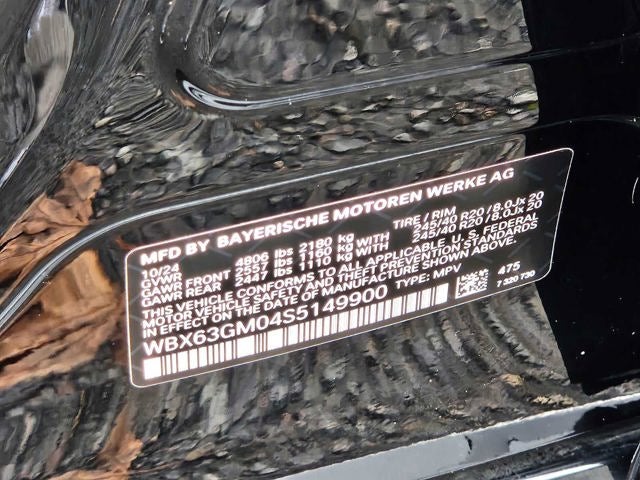 MFD BY BAYERISCHE MOTOREN WERKE AG
10/24 TIRE / RIM
GVWR 4806 lbs 2180 kg
GAWR FRONT 2557 lbs 1160 kg WITH 245/40 R20 / 8.0Jx 20
GAWR REAR 2447 lbs 1110 kg WITH 245/40 R20 / 8.0Jx 20
THIS VEHICLE CONFORMS TO ALL APPLICABLE U. S. FEDERAL
MOTOR VEHICLE SAFETY AND THEFT PREVENTION STANDARDS
IN EFFECT ON THE DATE OF MANUFACTURE SHOWN ABOVE.
WBX63GM04S5149900 TYPE: MPV 475
7 320 730